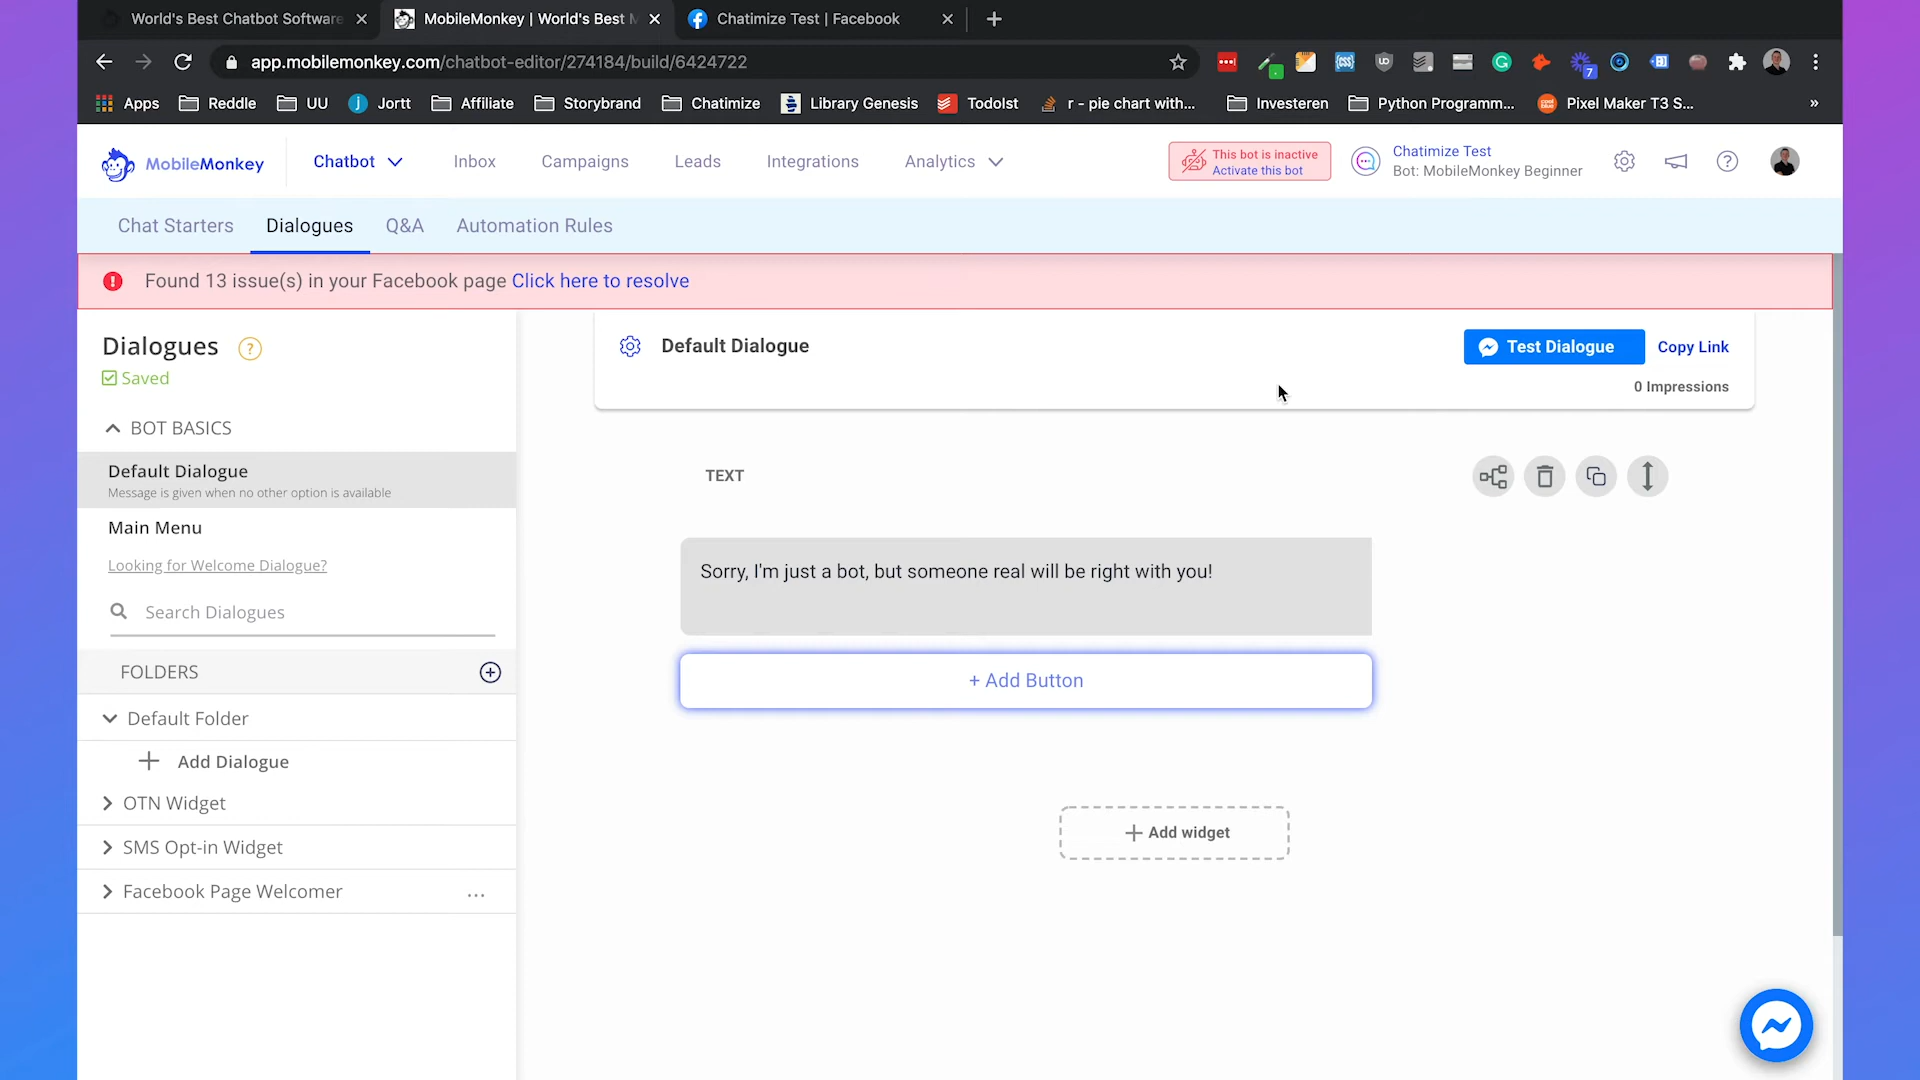 World's Best Chatbot Software
MobileMonkey | World's Best M
Chatimize Test | Facebook
app.mobilemonkey.com/chatbot-editor/274184/build/6424722
7
Apps
Reddle
UU
Jortt
Affiliate
Storybrand
Chatimize
Library Genesis
TodoIst
r - pie chart with...
Investeren
Python Programm...
Pixel Maker T3 S...
»
MobileMonkey
Chatbot
Inbox
Campaigns
Leads
Integrations
Analytics
This bot is inactive
Activate this bot
Chatimize Test
Bot: MobileMonkey Beginner
Chat Starters
Dialogues
Q&A
Automation Rules
Found 13 issue(s) in your Facebook page Click here to resolve
Dialogues
Saved
BOT BASICS
Default Dialogue
Message is given when no other option is available
Main Menu
Looking for Welcome Dialogue?
Search Dialogues
FOLDERS
Default Folder
+ Add Dialogue
OTN Widget
SMS Opt-in Widget
Facebook Page Welcomer ...
Default Dialogue
Test Dialogue
Copy Link
0 Impressions
TEXT
Sorry, I'm just a bot, but someone real will be right with you!
+ Add Button
+ Add widget